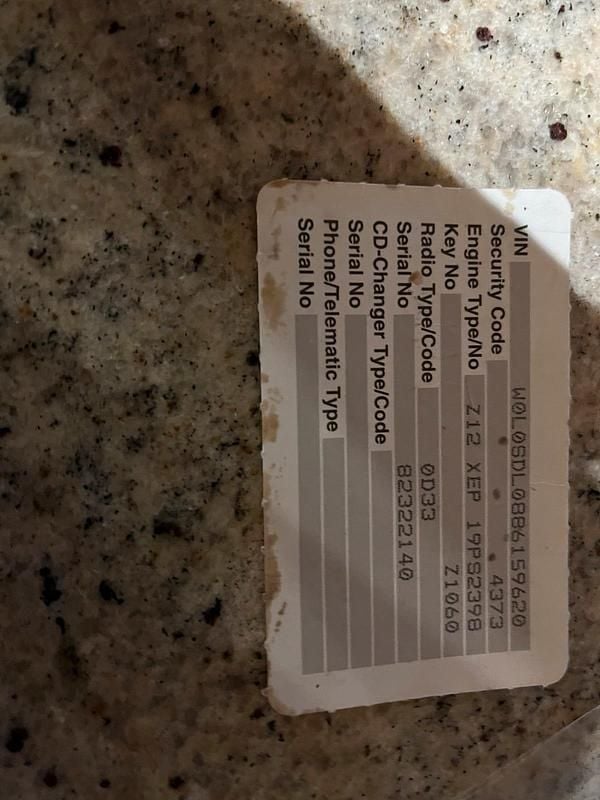 VIN W0L0SDL0886159620
Security Code 4373
Engine Type/No Z12 XEP 19PS2398
Key No Z1060
Radio Type/Code 0D33
Serial No 82322140
CD-Changer Type/Code
Serial No
Phone/Telematic Type
Serial No